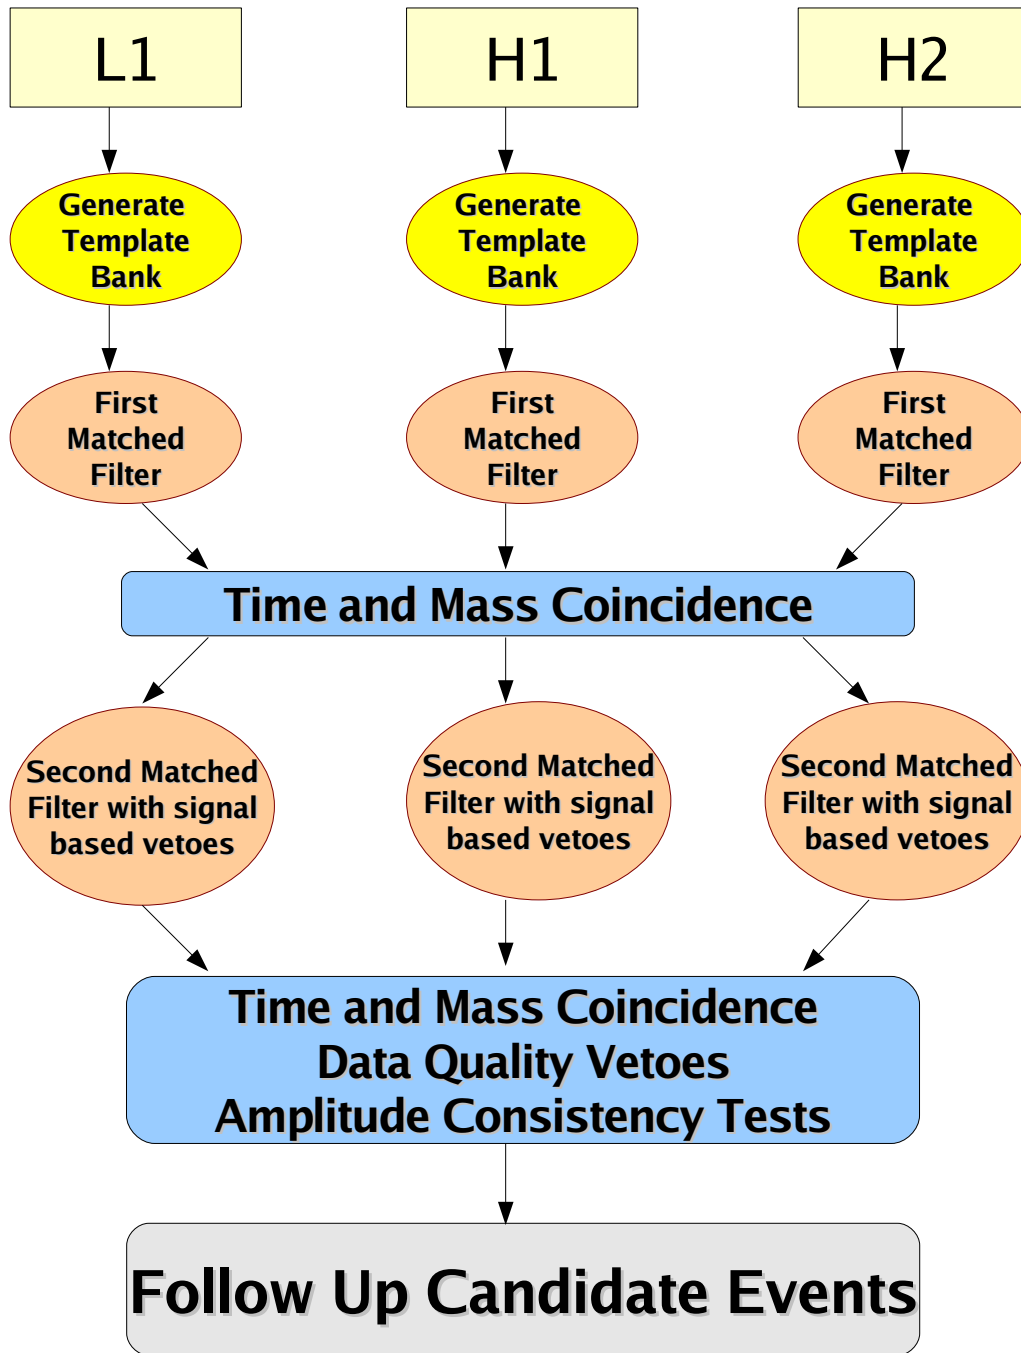 L1
H1
H2
Generate
Template
Bank
Generate
Template
Bank
Generate
Template
Bank
First
Matched
Filter
First
Matched
Filter
First
Matched
Filter
Time and Mass Coincidence
Second Matched
Filter with signal
based vetoes
Second Matched
Filter with signal
based vetoes
Second Matched
Filter with signal
based vetoes
Time and Mass Coincidence
Data Quality Vetoes
Amplitude Consistency Tests
Follow Up Candidate Events